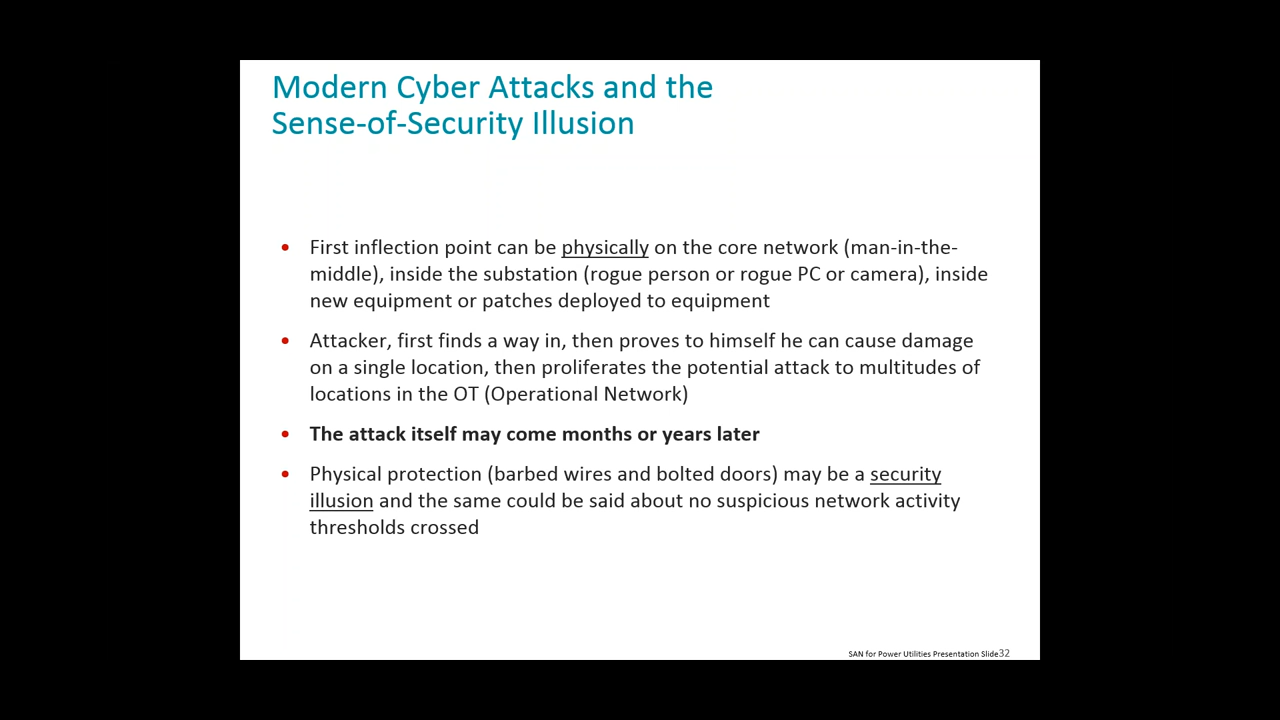 Modern Cyber Attacks and the
Sense-of-Security Illusion
• First inflection point can be physically on the core network (man-in-the-
middle), inside the substation (rogue person or rogue PC or camera), inside
new equipment or patches deployed to equipment
• Attacker, first finds a way in, then proves to himself he can cause damage
on a single location, then proliferates the potential attack to multitudes of
locations in the OT (Operational Network)
• The attack itself may come months or years later
• Physical protection (barbed wires and bolted doors) may be a security
illusion and the same could be said about no suspicious network activity
thresholds crossed
SAN for Power Utilities Presentation Slide32